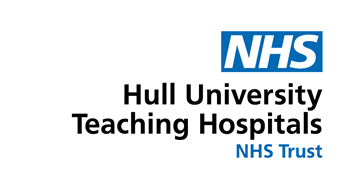 NHS
Hull University
Teaching Hospitals
NHS Trust